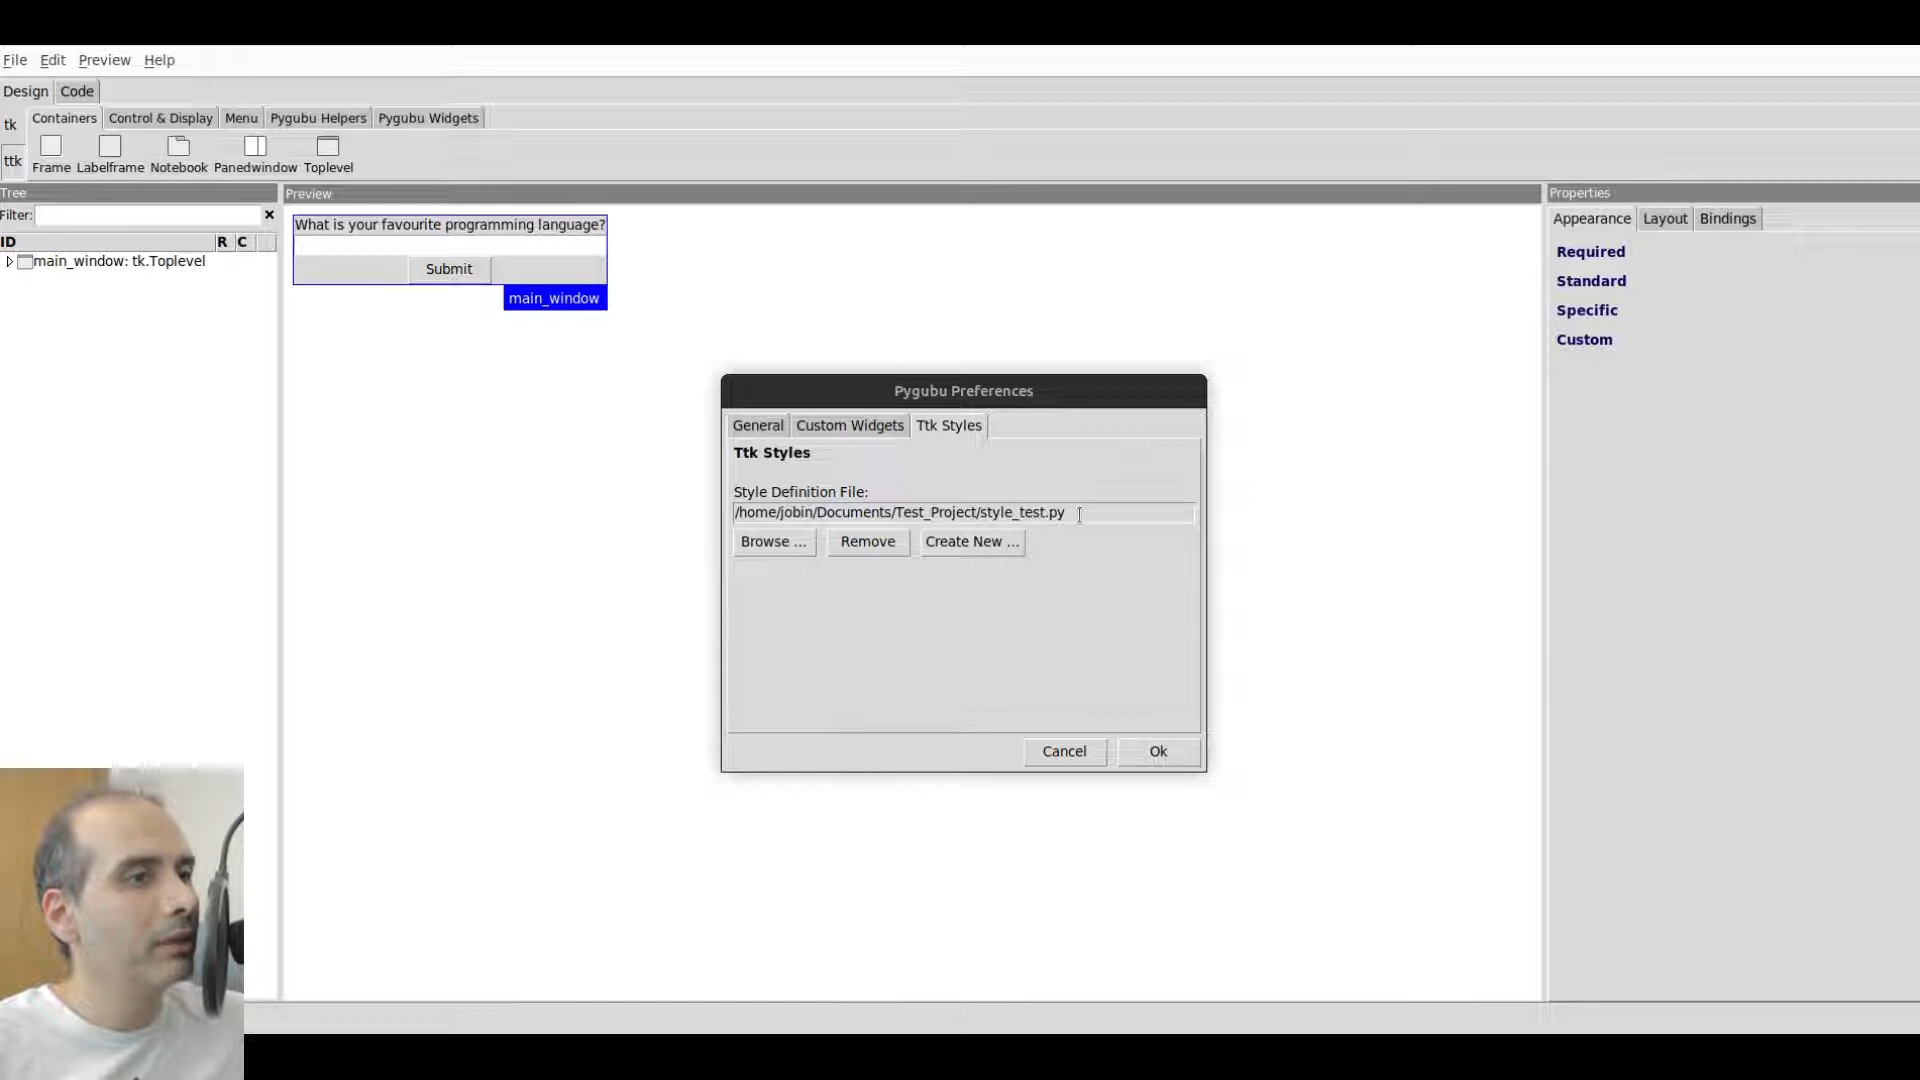 File Edit Preview Help
Design Code
tk
ttk
Containers Control & Display Menu Pygubu Helpers Pygubu Widgets
Frame Labelframe Notebook Panedwindow Toplevel
Tree
Filter:
ID R C
main_window: tk.Toplevel
Preview
What is your favourite programming language?
Submit
main_window
Pygubu Preferences
General Custom Widgets Ttk Styles
Ttk Styles
Style Definition File:
/home/jobin/Documents/Test_Project/style_test.py
Browse ... Remove Create New ...
Cancel Ok
Properties
Appearance Layout Bindings
Required
Standard
Specific
Custom